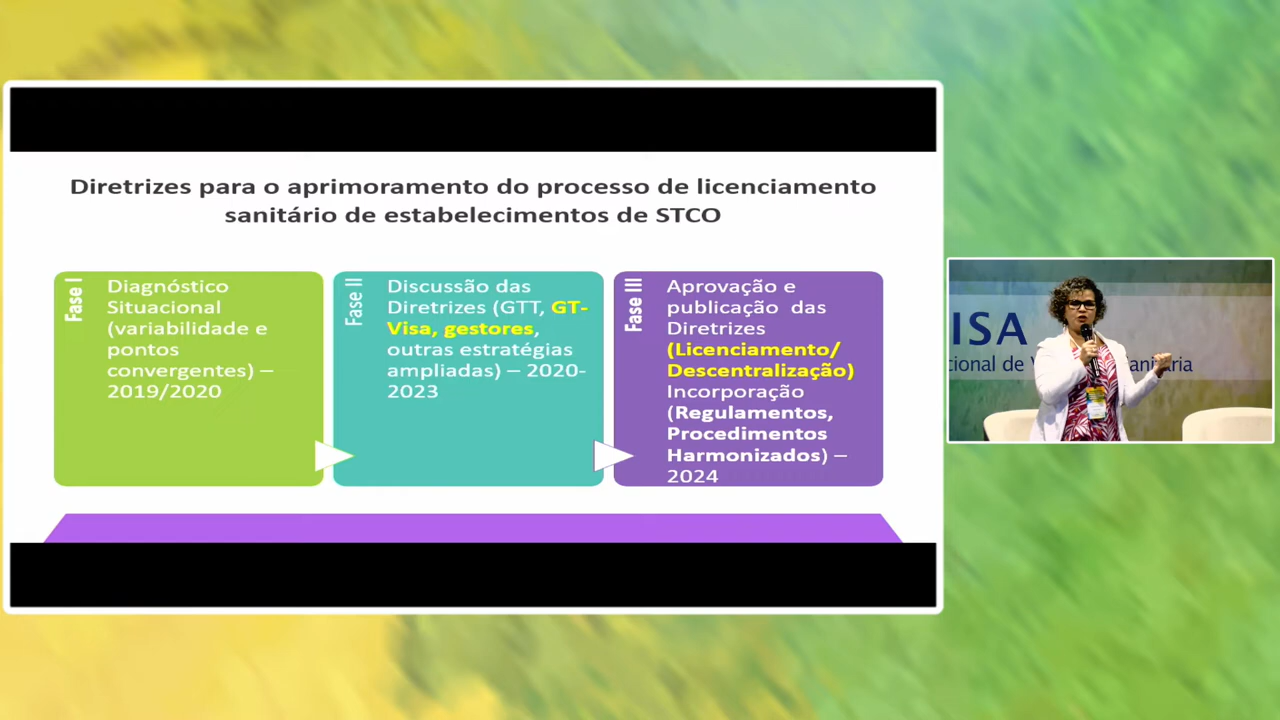 Diretrizes para o aprimoramento do processo de licenciamento
sanitário de estabelecimentos de STCO
Fase I
Diagnóstico
Situacional
(variabilidade e
pontos
convergentes) –
2019/2020
Fase II
Discussão das
Diretrizes (GTT, GT-
Visa, gestores,
outras estratégias
ampliadas) – 2020-
2023
Fase III
Aprovação e
publicação das
Diretrizes
(Licenciamento/
Descentralização)
Incorporação
(Regulamentos,
Procedimentos
Harmonizados) –
2024
ISA
cional de V anitária